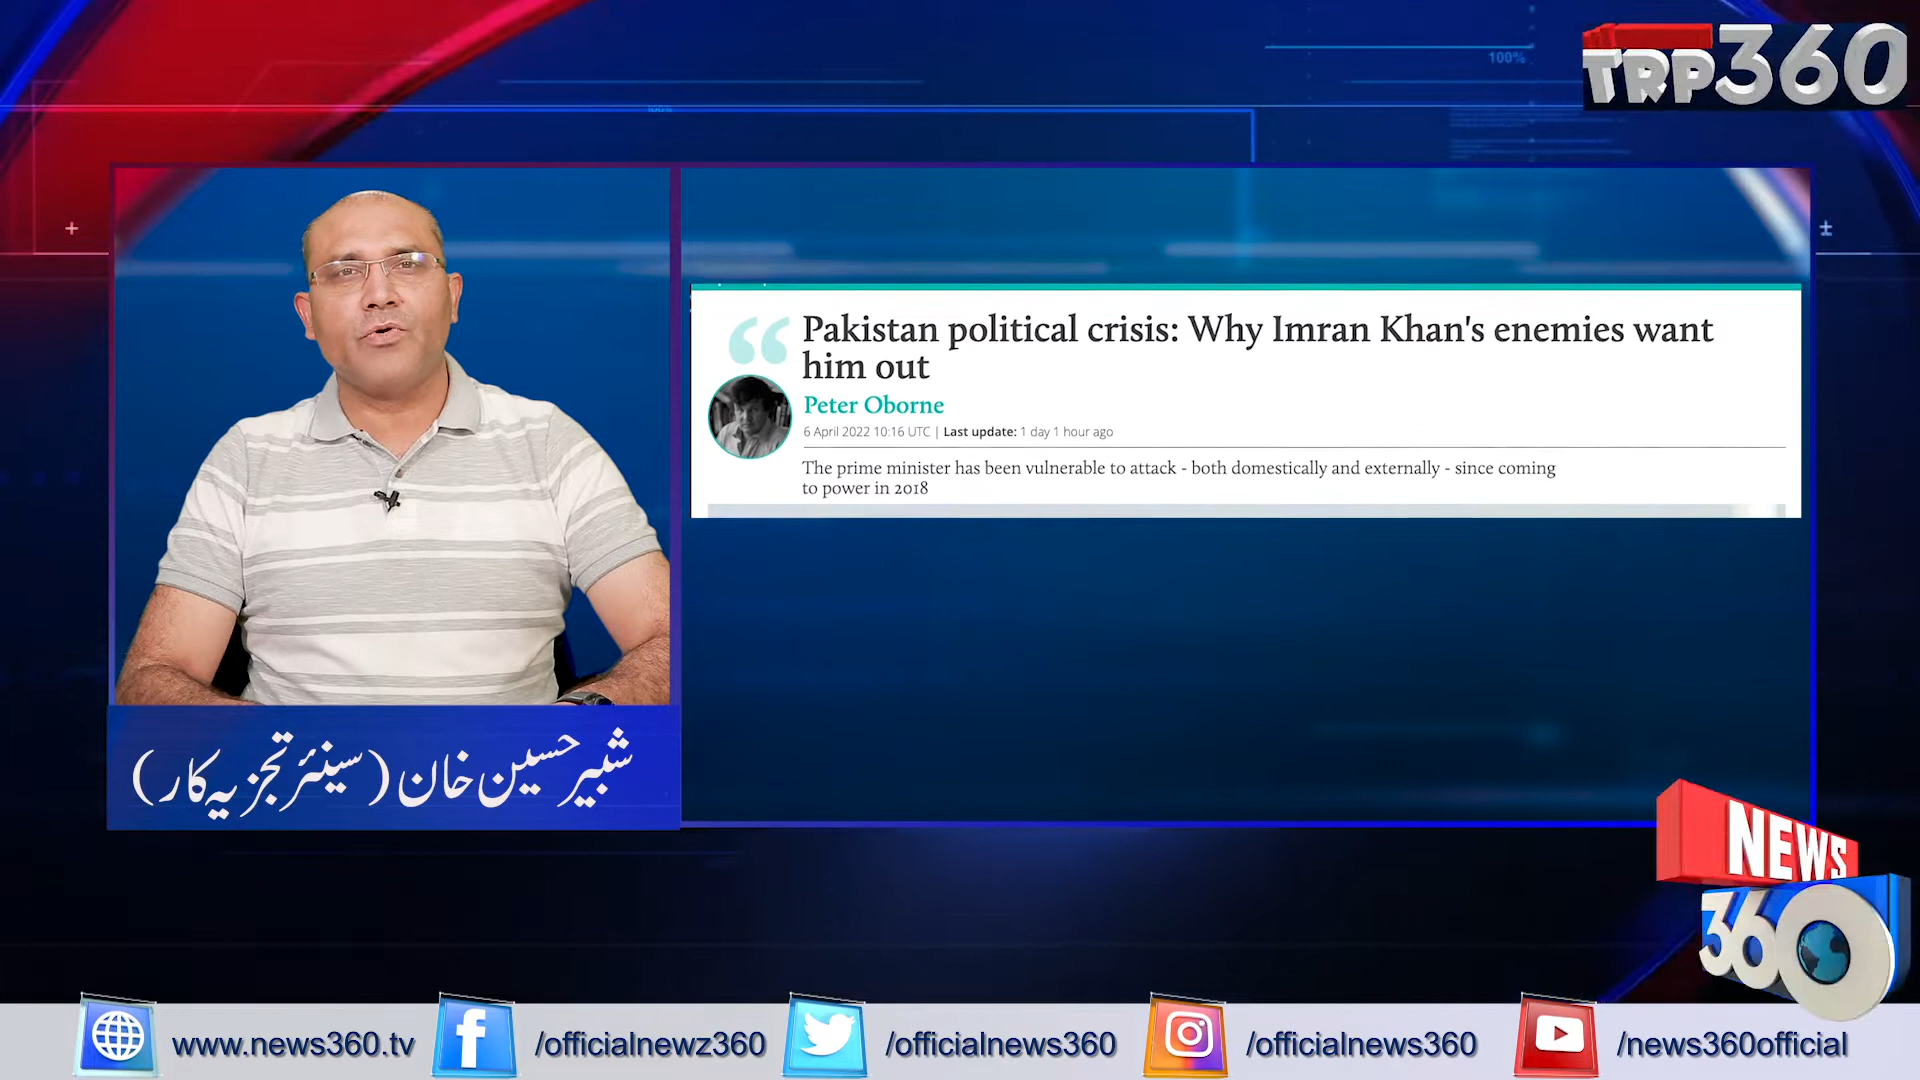 100%
TRP360
100%
Pakistan political crisis: Why Imran Khan's enemies want
him out
Peter Oborne
6 April 2022 10:16 UTC | Last update: 1 day 1 hour ago
The prime minister has been vulnerable to attack - both domestically and externally - since coming
to power in 2018
شبیر حسین خان (سینئر تجزیہ کار)
NEWS
360
www.news360.tv
/officialnewz360
/officialnews360
/officialnews360
/news360official